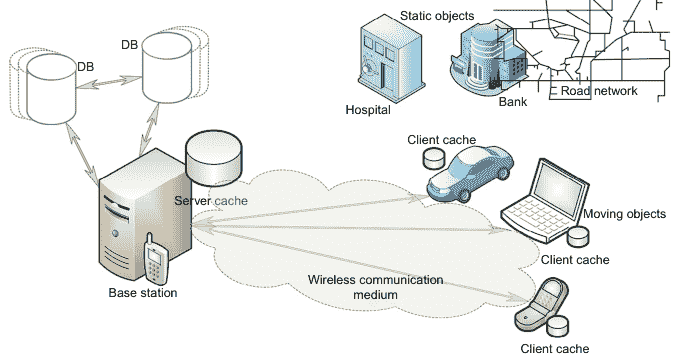 Static objects
DB
DB
Hospital
Bank
Road network
Client cache
Server cache
Moving objects
Client cache
Wireless communication
medium
Base station
Client cache